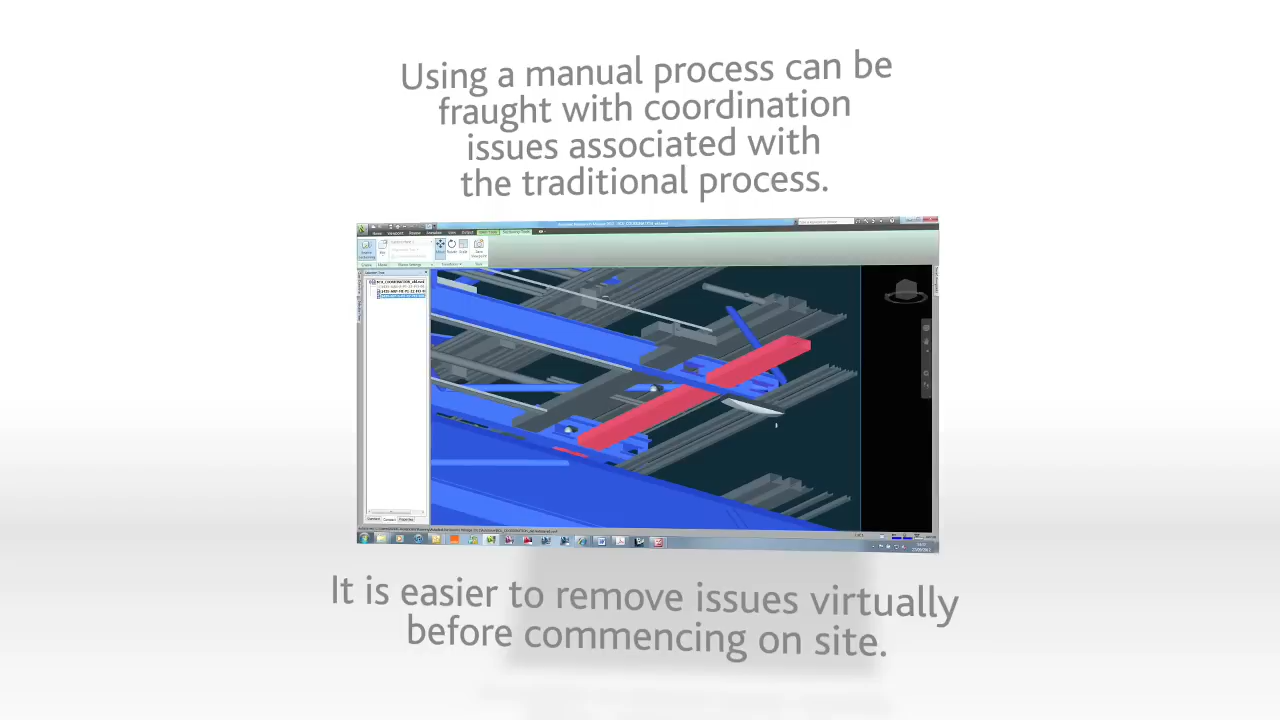 Using a manual process can be
fraught with coordination
issues associated with
the traditional process.
It is easier to remove issues virtually
before commencing on site.